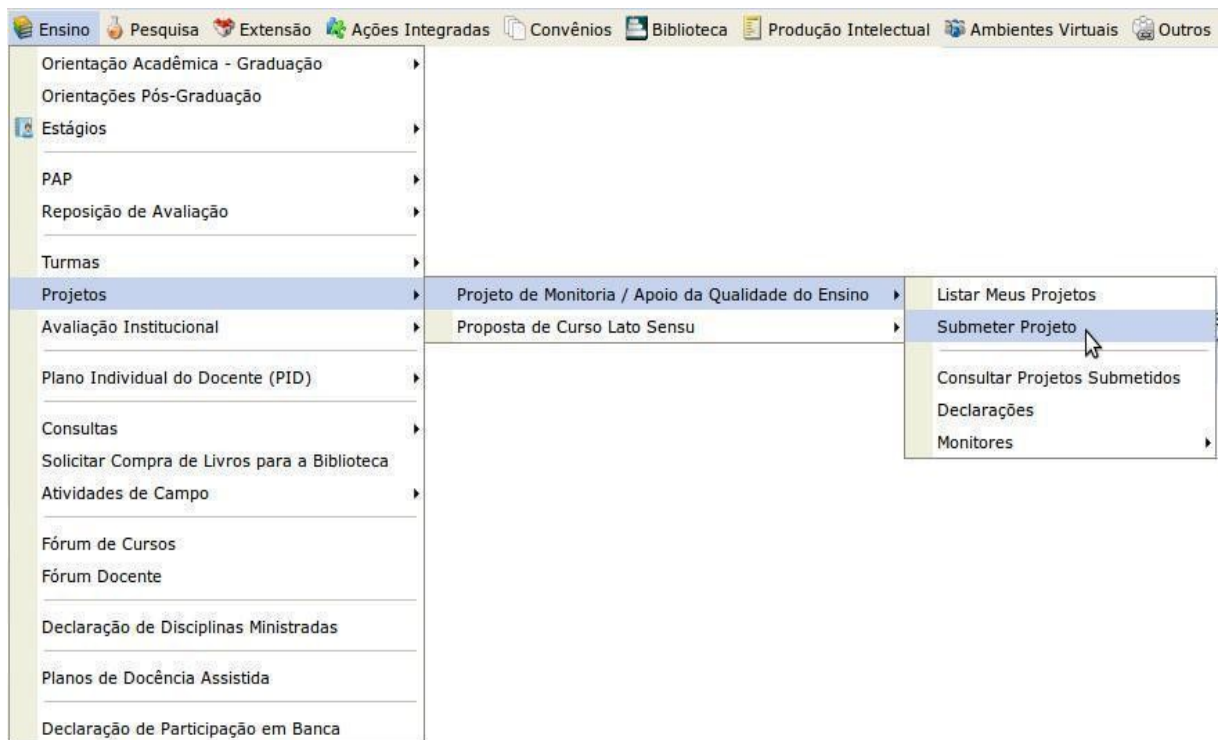 Ensino Pesquisa Extensão Ações Integradas Convênios Biblioteca Produção Intelectual Ambientes Virtuais Outros
Orientação Acadêmica - Graduação
Orientações Pós-Graduação
Estágios
PAP
Reposição de Avaliação
Turmas
Projetos
Avaliação Institucional
Plano Individual do Docente (PID)
Consultas
Solicitar Compra de Livros para a Biblioteca
Atividades de Campo
Fórum de Cursos
Fórum Docente
Declaração de Disciplinas Ministradas
Planos de Docência Assistida
Declaração de Participação em Banca
Projeto de Monitoria / Apoio da Qualidade do Ensino
Proposta de Curso Lato Sensu
Listar Meus Projetos
Submeter Projeto
Consultar Projetos Submetidos
Declarações
Monitores